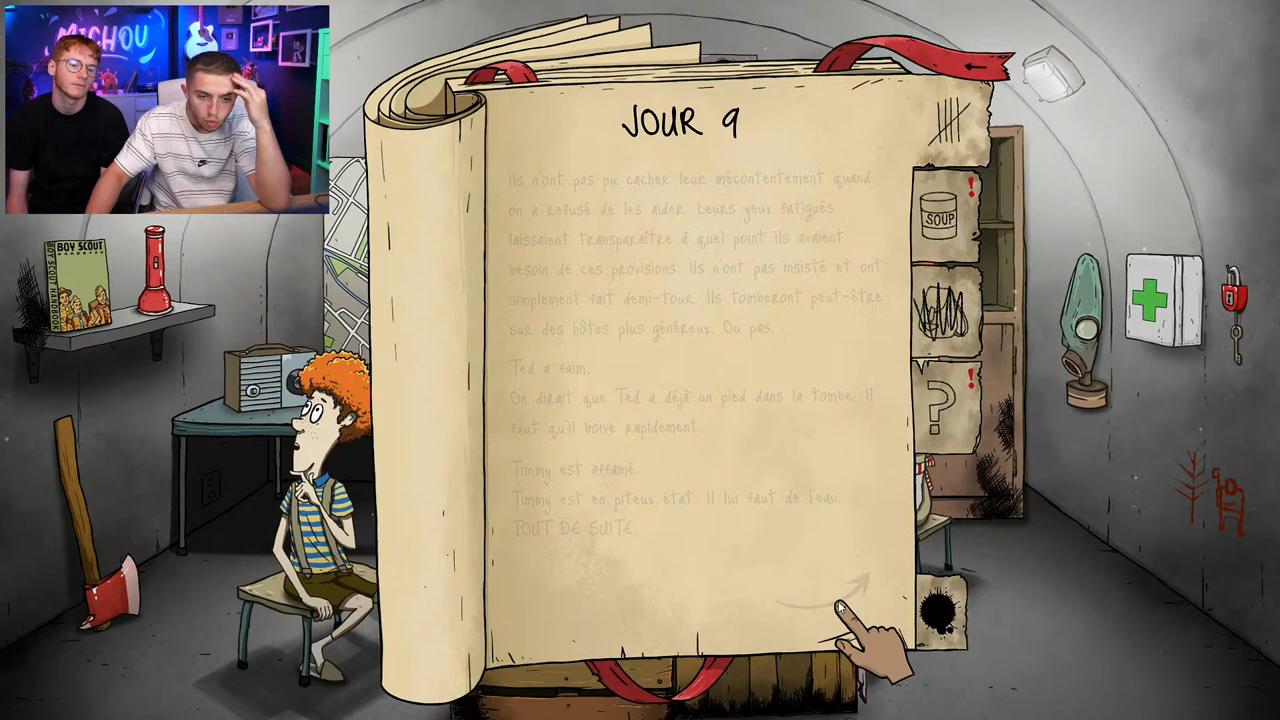 MICHOU
JOUR 9
Ils n'ont pas pu cacher leur mécontentement quand
on a refusé de les aider. Leurs yeux fatigués
laissaient transparaître à quel point ils avaient
besoin de ces provisions. Ils n'ont pas insisté et ont
simplement fait demi-tour. Ils tomberont peut-être
sur des hôtes plus généreux. Ou pas.
Ted a faim.
On dirait que Ted a déjà un pied dans la tombe. Il
faut qu'il boive rapidement.
Timmy est affamé.
Timmy est en piteux état. Il lui faut de l'eau.
TOUT DE SUITE.
!
SOUP
!
?
BOY SCOUT
HANDBOOK
BOY SCOUT HANDBOOK